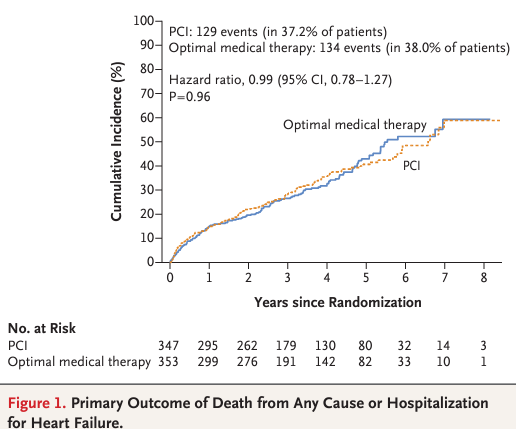 100
90
80
70
60
50
40
30
20
10
0
Cumulative Incidence (%)
PCI: 129 events (in 37.2% of patients)
Optimal medical therapy: 134 events (in 38.0% of patients)
Hazard ratio, 0.99 (95% CI, 0.78–1.27)
P=0.96
Optimal medical therapy
PCI
0 1 2 3 4 5 6 7 8
Years since Randomization
No. at Risk
PCI 347 295 262 179 130 80 32 14 3
Optimal medical therapy 353 299 276 191 142 82 33 10 1
Figure 1. Primary Outcome of Death from Any Cause or Hospitalization
for Heart Failure.